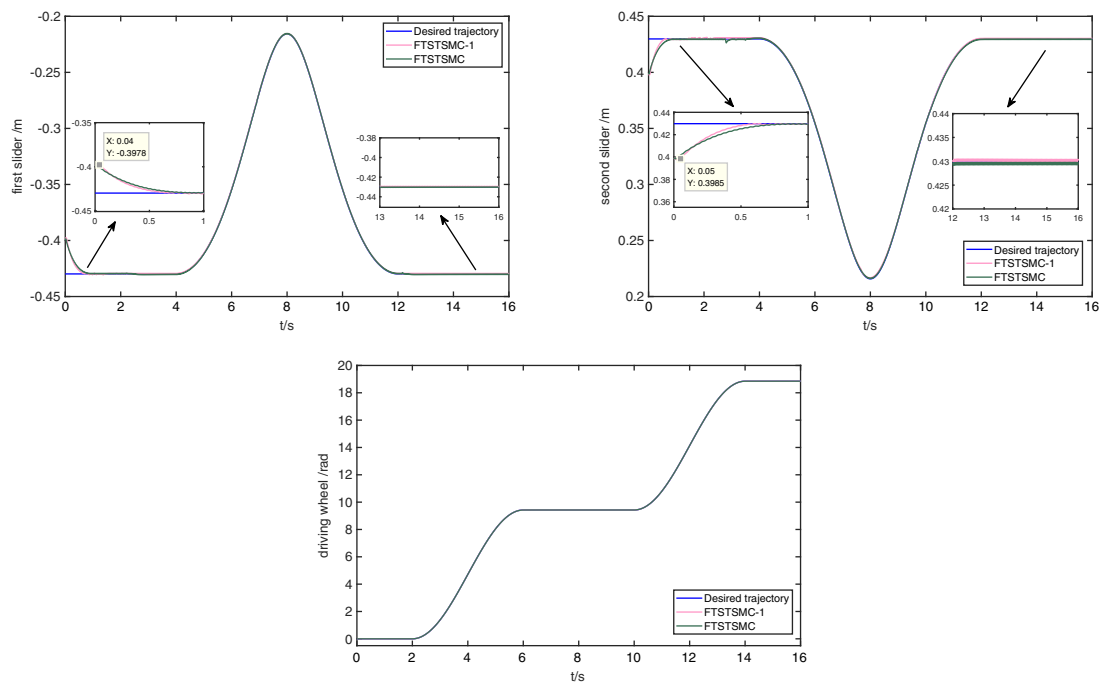 -0.2
-0.25
-0.3
-0.35
-0.4
-0.45
first slider /m
0 2 4 6 8 10 12 14 16
t/s
Desired trajectory
FTSTSMC-1
FTSTSMC
-0.35
-0.4
-0.45
0 0.5 1
X: 0.04
Y: -0.3978
-0.38
-0.4
-0.42
-0.44
13 14 15 16
0.45
0.4
0.35
0.3
0.25
0.2
second slider /m
0 2 4 6 8 10 12 14 16
t/s
0.44
0.42
0.4
0.38
0.36
0 0.5 1
X: 0.05
Y: 0.3985
0.44
0.435
0.43
0.425
0.42
12 13 14 15 16
Desired trajectory
FTSTSMC-1
FTSTSMC
20
18
16
14
12
10
8
6
4
2
0
driving wheel /rad
0 2 4 6 8 10 12 14 16
t/s
Desired trajectory
FTSTSMC-1
FTSTSMC